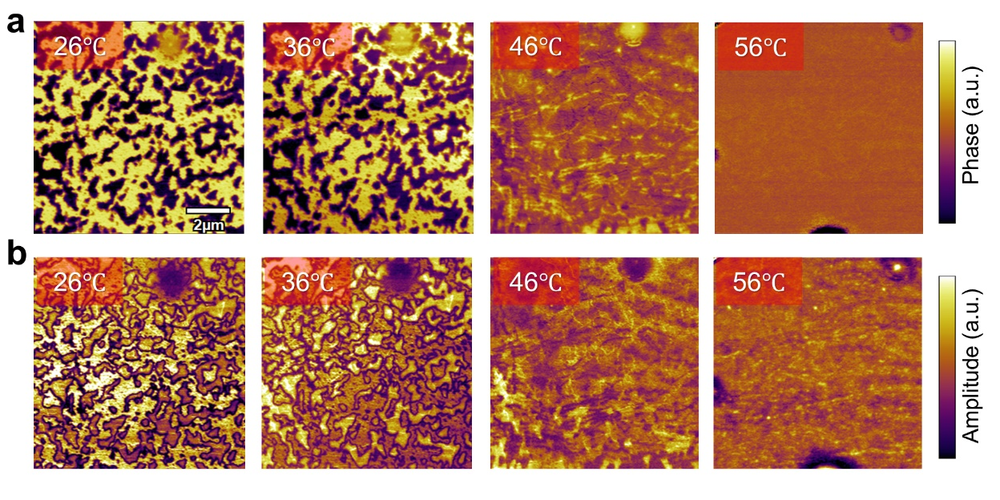 a
26℃
36℃
46℃
56℃
2μm
Phase (a.u.)
b
26℃
36℃
46℃
56℃
Amplitude (a.u.)